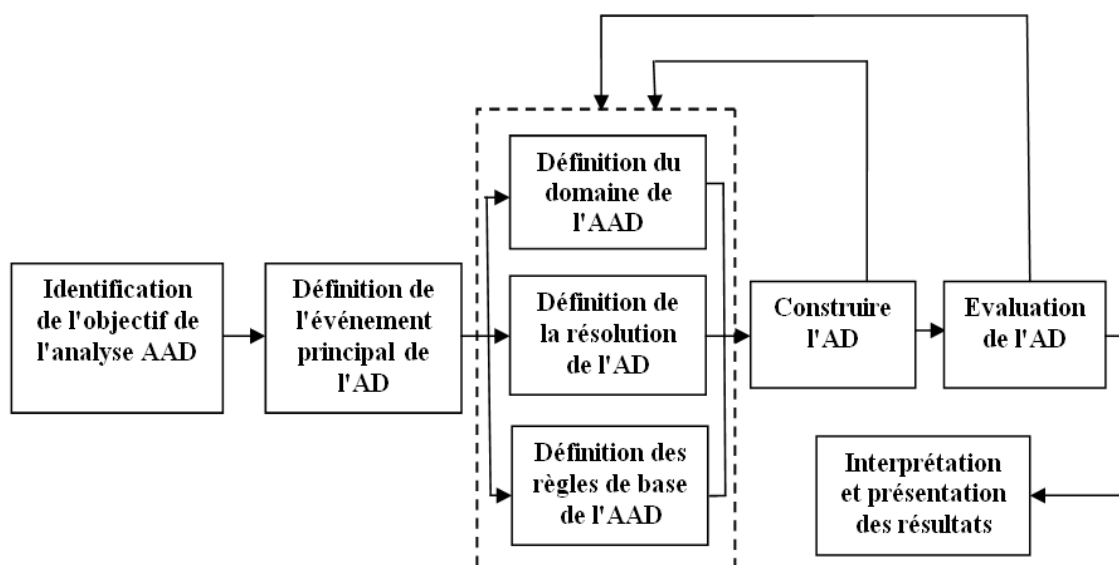 Identification
de l'objectif de
l'analyse AAD
Définition de
l'événement
principal de
l'AD
Définition du
domaine de
l'AAD
Définition de
la résolution
de l'AD
Définition des
règles de base
de l'AAD
Construire
l'AD
Evaluation
de l'AD
Interprétation
et présentation
des résultats